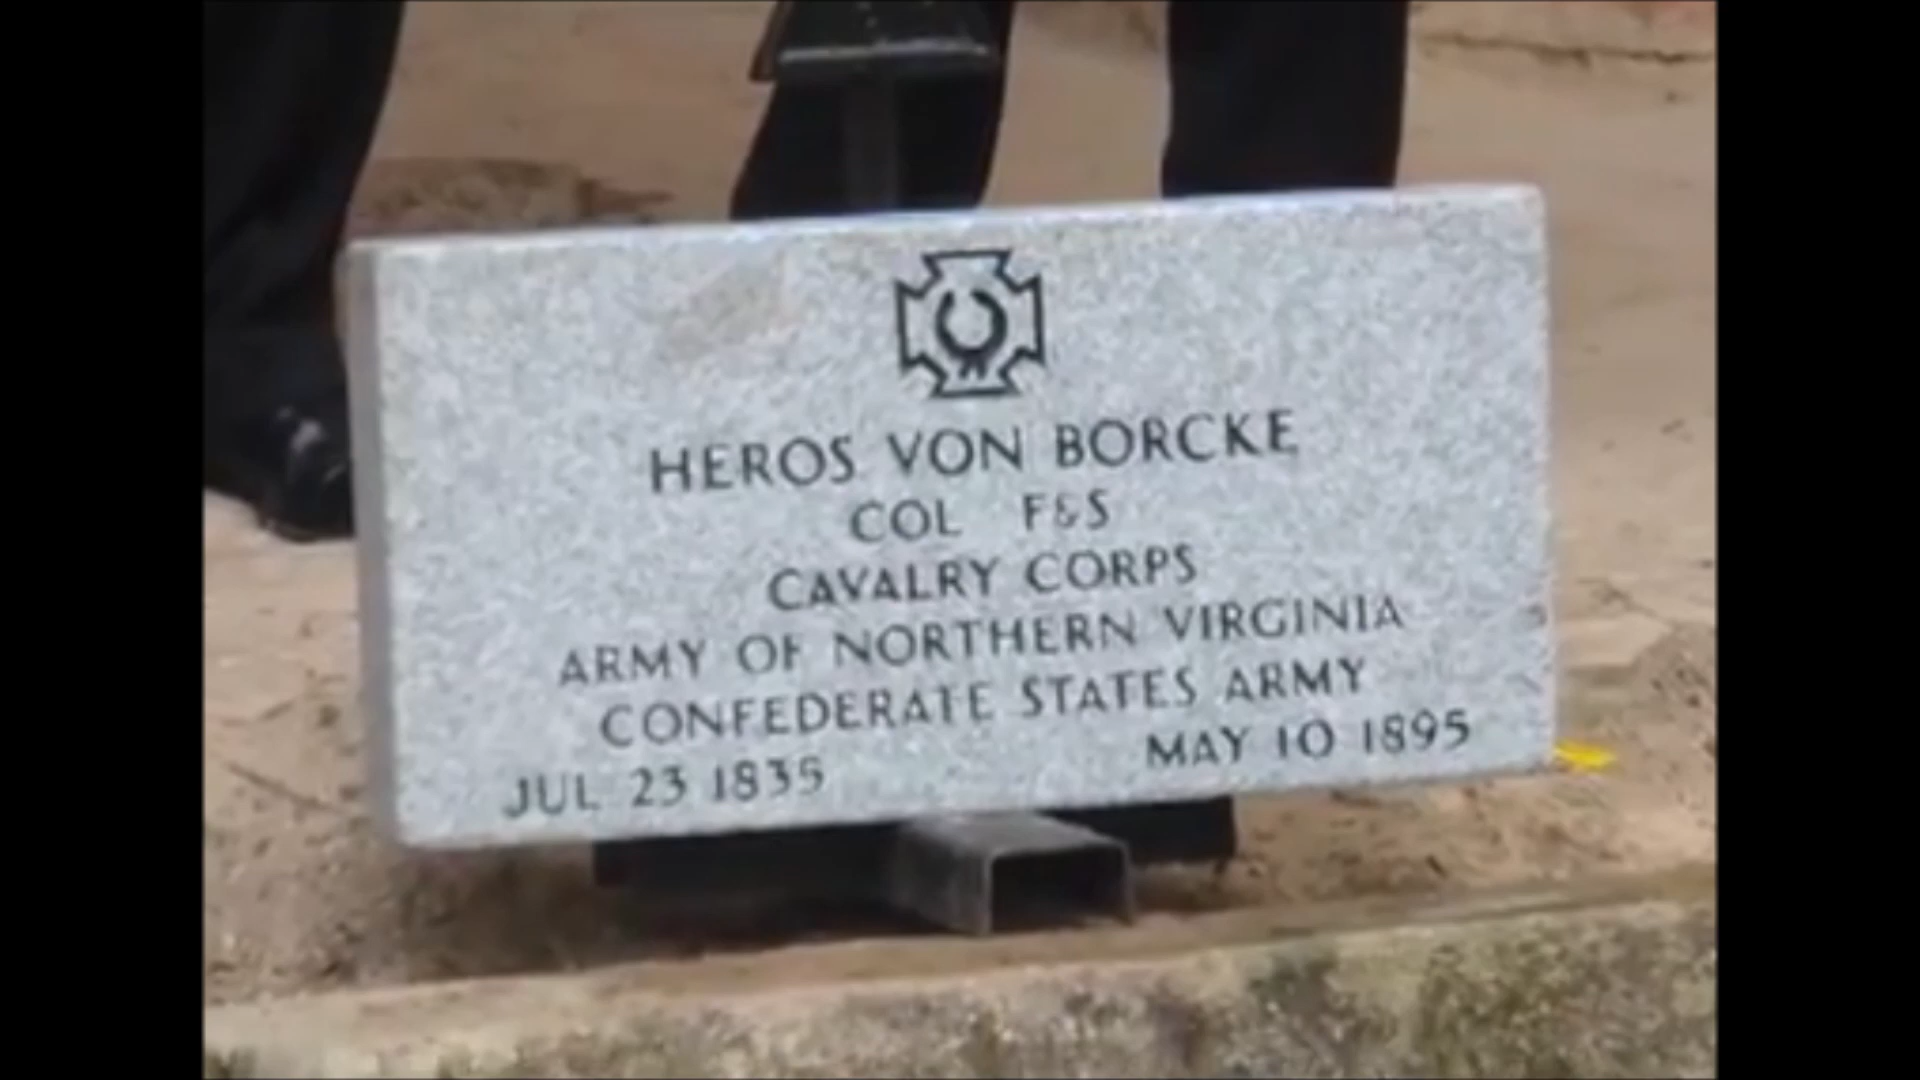 HEROS VON BORCKE
COL F&S
CAVALRY CORPS
ARMY OF NORTHERN VIRGINIA
CONFEDERATE STATES ARMY
JUL 23 1835 MAY 10 1895